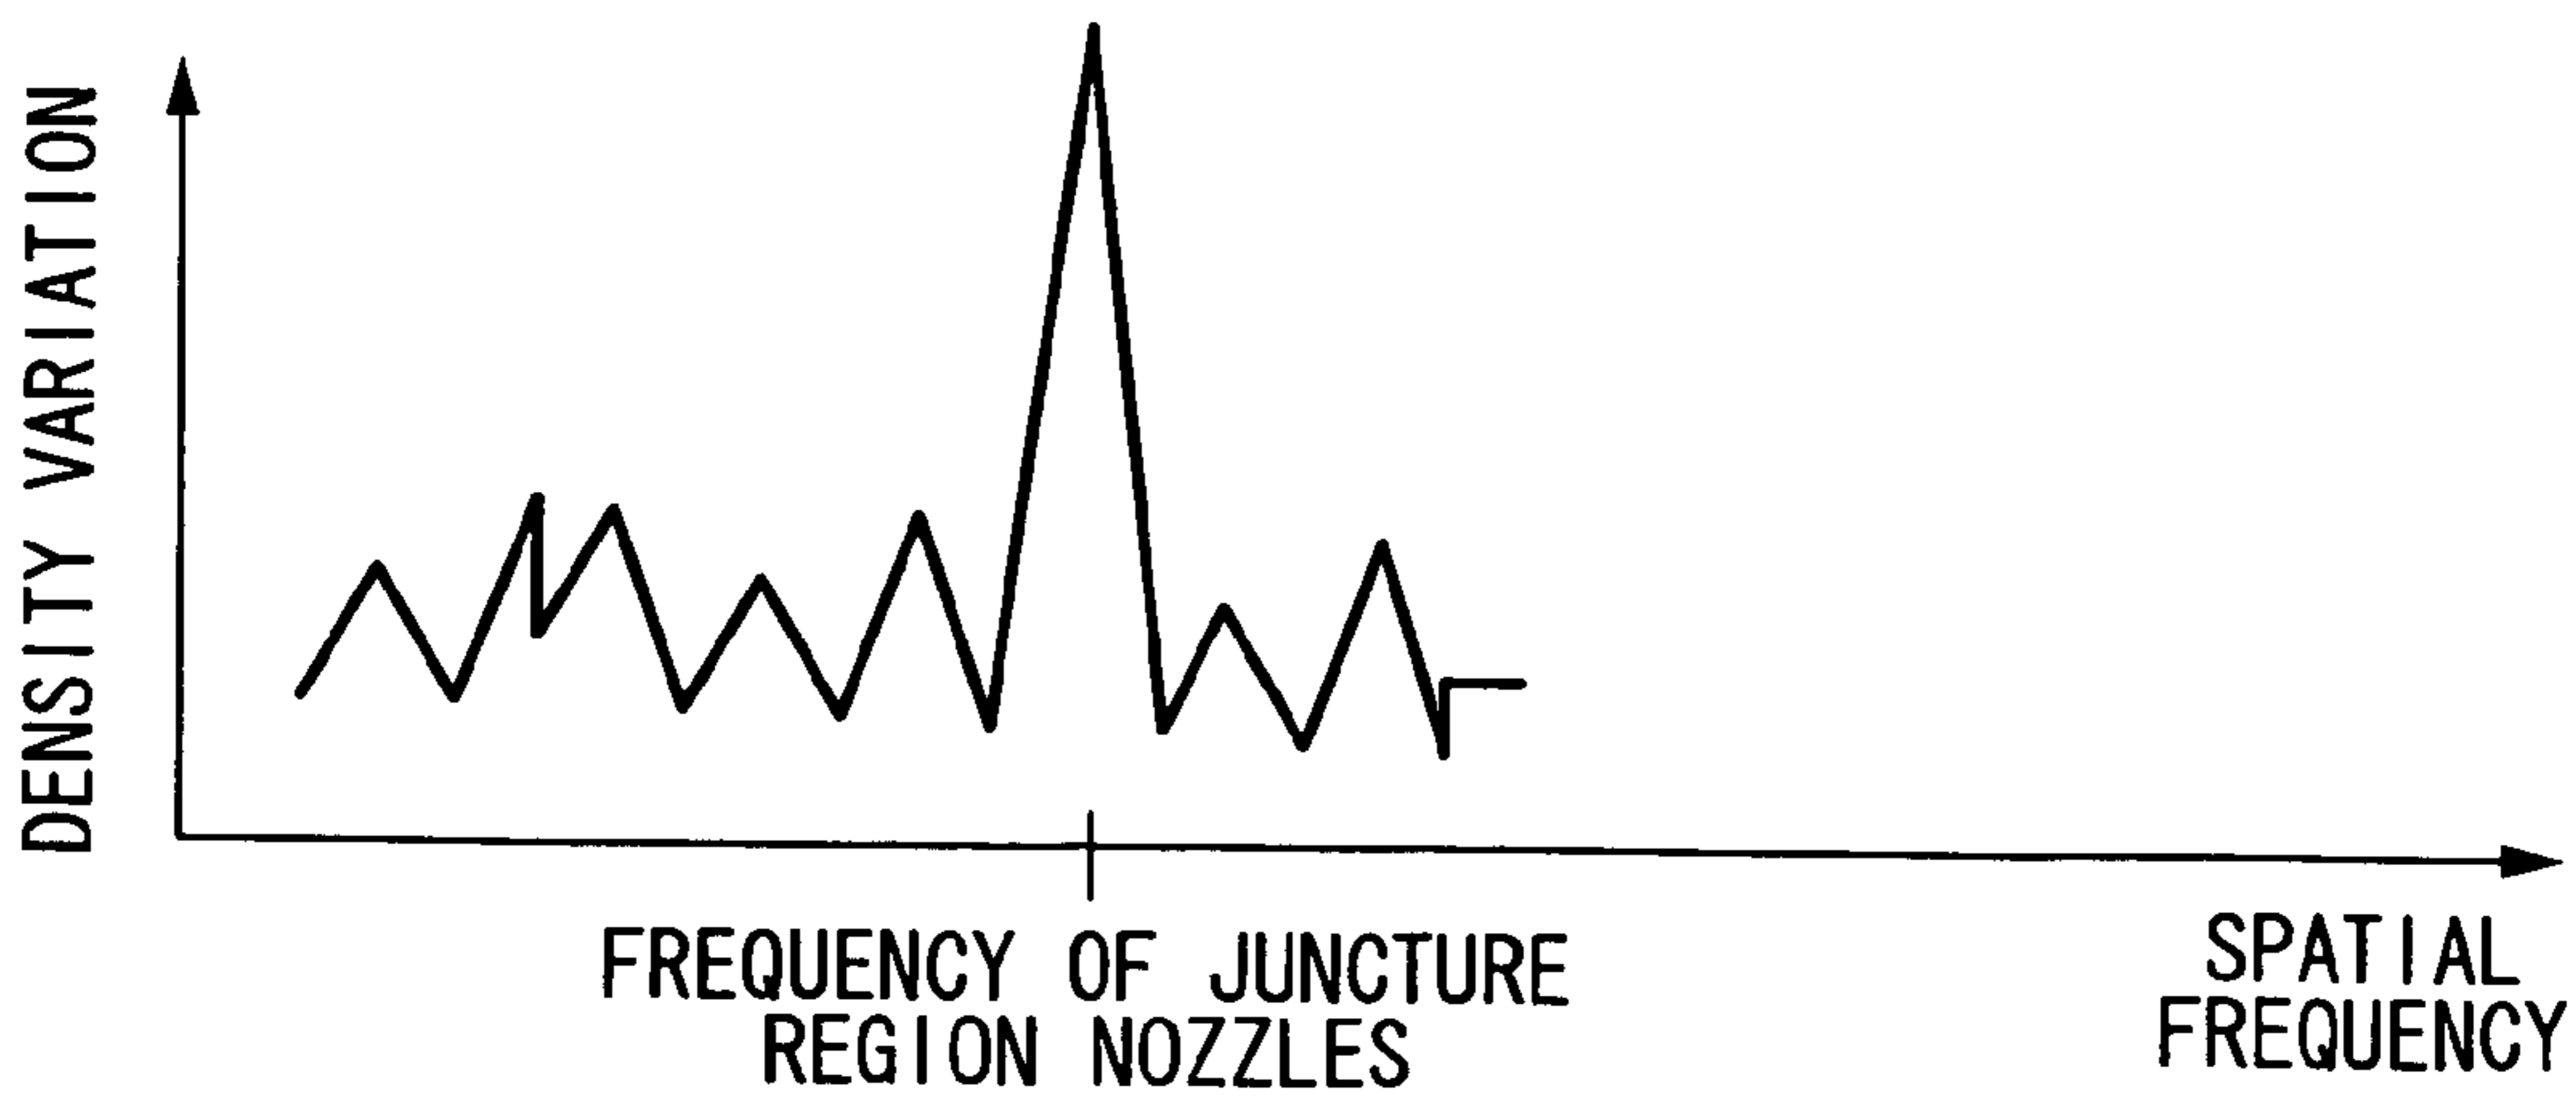 DENSITY VARIATION
FREQUENCY OF JUNCTURE
REGION NOZZLES
SPATIAL
FREQUENCY